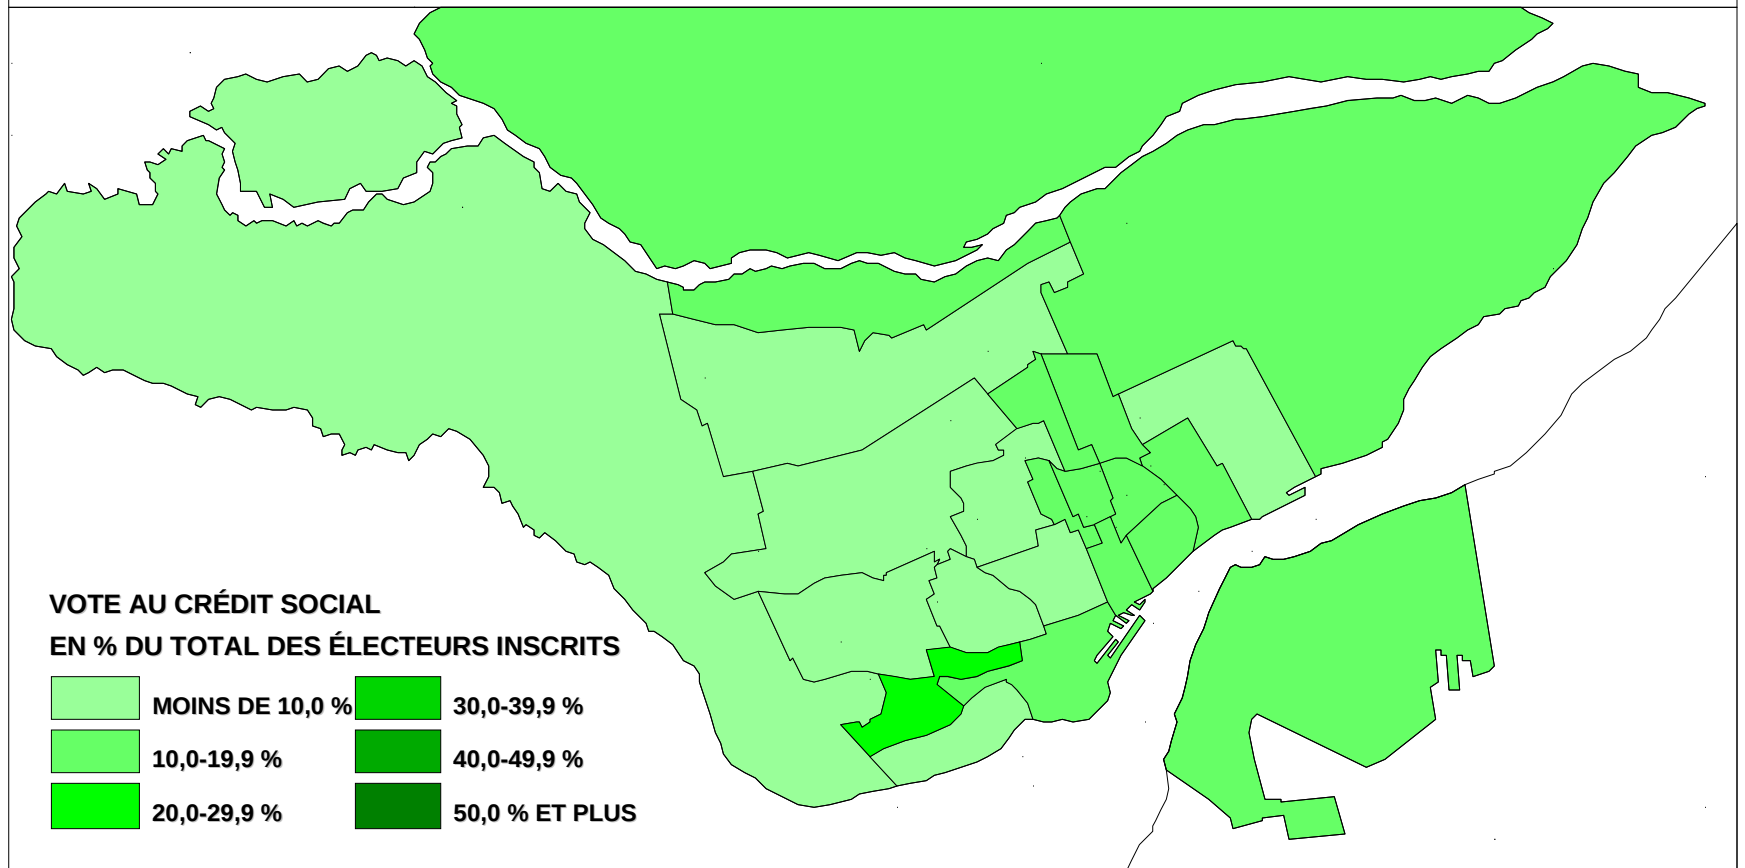 VOTE AU CRÉDIT SOCIAL
EN % DU TOTAL DES ÉLECTEURS INSCRITS
MOINS DE 10,0 %
10,0-19,9 %
20,0-29,9 %
30,0-39,9 %
40,0-49,9 %
50,0 % ET PLUS